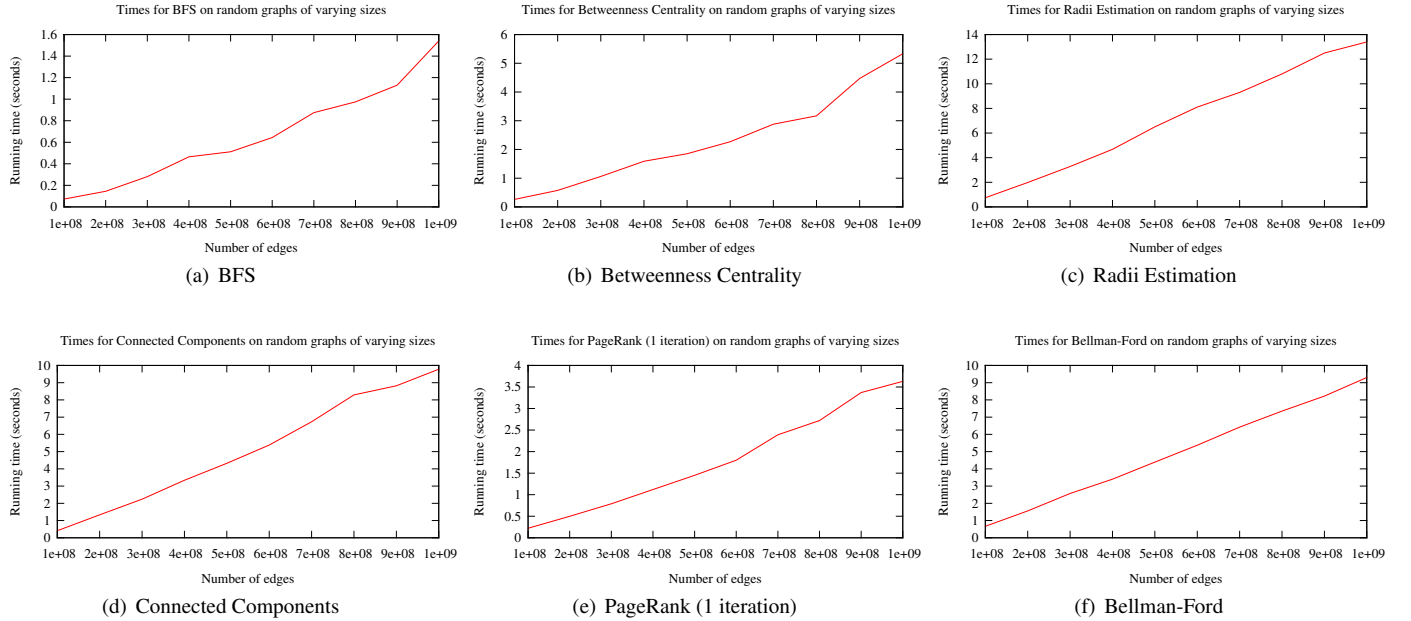 Times for BFS on random graphs of varying sizes
Running time (seconds)
1.6
1.4
1.2
1
0.8
0.6
0.4
0.2
0
1e+08 2e+08 3e+08 4e+08 5e+08 6e+08 7e+08 8e+08 9e+08 1e+09
Number of edges
(a) BFS
Times for Betweenness Centrality on random graphs of varying sizes
Running time (seconds)
6
5
4
3
2
1
0
1e+08 2e+08 3e+08 4e+08 5e+08 6e+08 7e+08 8e+08 9e+08 1e+09
Number of edges
(b) Betweenness Centrality
Times for Radii Estimation on random graphs of varying sizes
Running time (seconds)
14
12
10
8
6
4
2
0
1e+08 2e+08 3e+08 4e+08 5e+08 6e+08 7e+08 8e+08 9e+08 1e+09
Number of edges
(c) Radii Estimation
Times for Connected Components on random graphs of varying sizes
Running time (seconds)
10
9
8
7
6
5
4
3
2
1
0
1e+08 2e+08 3e+08 4e+08 5e+08 6e+08 7e+08 8e+08 9e+08 1e+09
Number of edges
(d) Connected Components
Times for PageRank (1 iteration) on random graphs of varying sizes
Running time (seconds)
4
3.5
3
2.5
2
1.5
1
0.5
0
1e+08 2e+08 3e+08 4e+08 5e+08 6e+08 7e+08 8e+08 9e+08 1e+09
Number of edges
(e) PageRank (1 iteration)
Times for Bellman-Ford on random graphs of varying sizes
Running time (seconds)
10
9
8
7
6
5
4
3
2
1
0
1e+08 2e+08 3e+08 4e+08 5e+08 6e+08 7e+08 8e+08 9e+08 1e+09
Number of edges
(f) Bellman-Ford